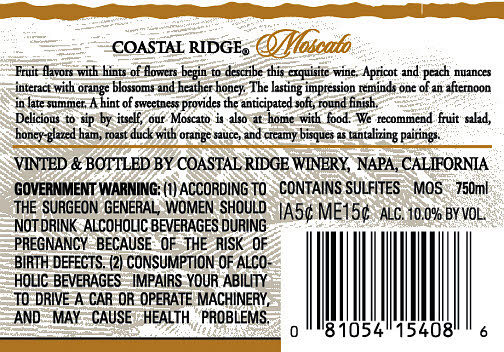 COASTAL RIDGE® Moscato
Fruit flavors with hints of flowers begin to describe this exquisite wine. Apricot and peach nuances
interact with orange blossoms and heather honey. The lasting impression reminds one of an afternoon
in late summer. A hint of sweetness provides the anticipated soft, round finish.
Delicious to sip by itself, our Moscato is also at home with food. We recommend fruit salad,
honey-glazed ham, roast duck with orange sauce, and creamy bisques as tantalizing pairings.
VINTED & BOTTLED BY COASTAL RIDGE WINERY, NAPA, CALIFORNIA
GOVERNMENT WARNING: (1) ACCORDING TO
THE SURGEON GENERAL, WOMEN SHOULD
NOT DRINK ALCOHOLIC BEVERAGES DURING
PREGNANCY BECAUSE OF THE RISK OF
BIRTH DEFECTS. (2) CONSUMPTION OF ALCO-
HOLIC BEVERAGES IMPAIRS YOUR ABILITY
TO DRIVE A CAR OR OPERATE MACHINERY,
AND MAY CAUSE HEALTH PROBLEMS.
CONTAINS SULFITES MOS 750ml
IA5¢ ME15¢ ALC. 10.0% BY VOL.
0 81054 15408 6